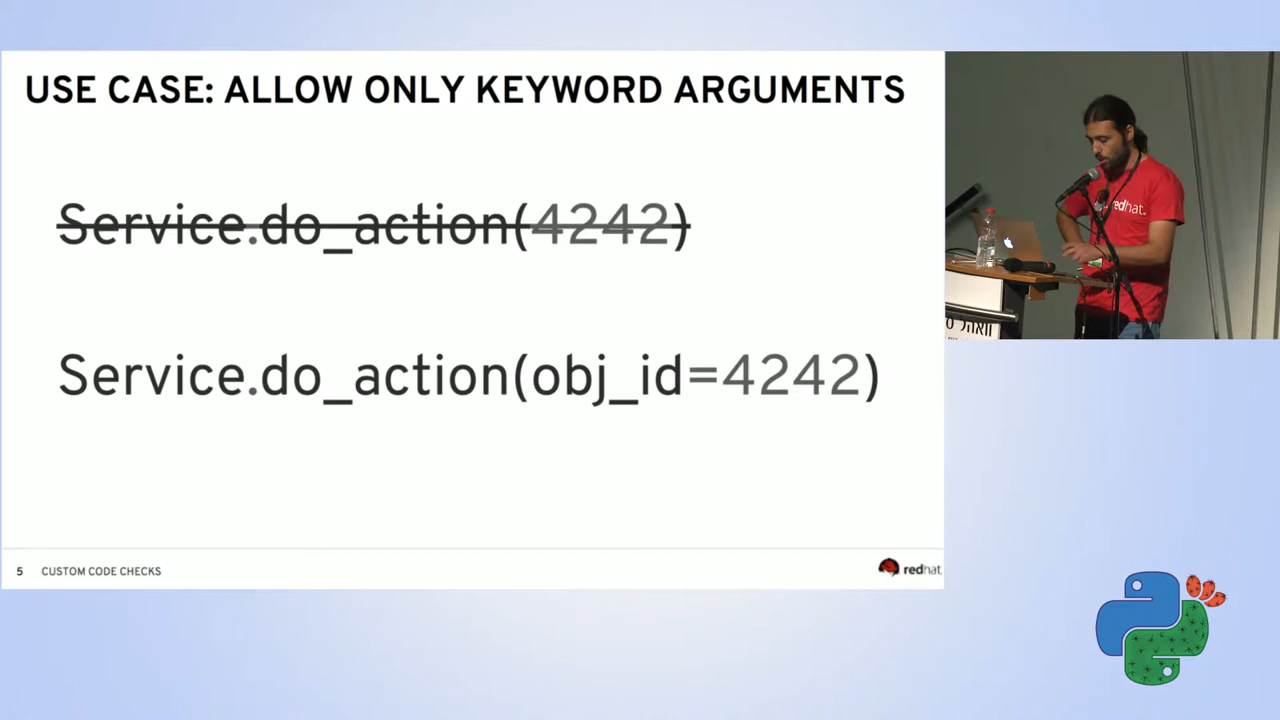 USE CASE: ALLOW ONLY KEYWORD ARGUMENTS
Service.do_action(4242)
Service.do_action(obj_id=4242)
5 CUSTOM CODE CHECKS
redhat
redhat.